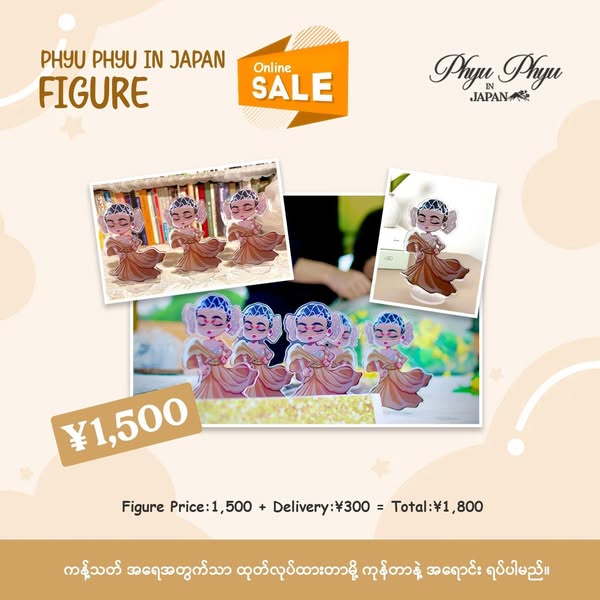 PHYU PHYU IN JAPAN
FIGURE
Online
SALE
Phyu Phyu
IN
JAPAN
¥1,500
Figure Price:1,500 + Delivery:¥300 = Total:¥1,800
ကန့်သတ် အရေအတွက်သာ ထုတ်လုပ်ထားတာမို့ ကုန်တာနဲ့ အရောင်း ရပ်ပါမည်။